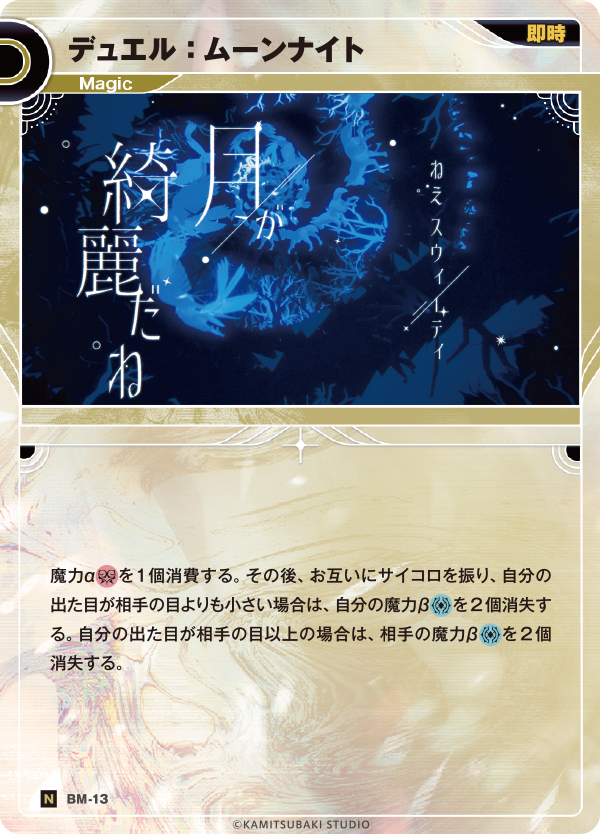 デュエル：ムーンナイト
即時
Magic
月が
綺麗だね
ねえスウィーティ
魔力αを1個消費する。その後、お互いにサイコロを振り、自分の
出た目が相手の目よりも小さい場合は、自分の魔力βを2個消失す
る。自分の出た目が相手の目以上の場合は、相手の魔力βを2個
消失する。
N BM-13
©KAMITSUBAKI STUDIO